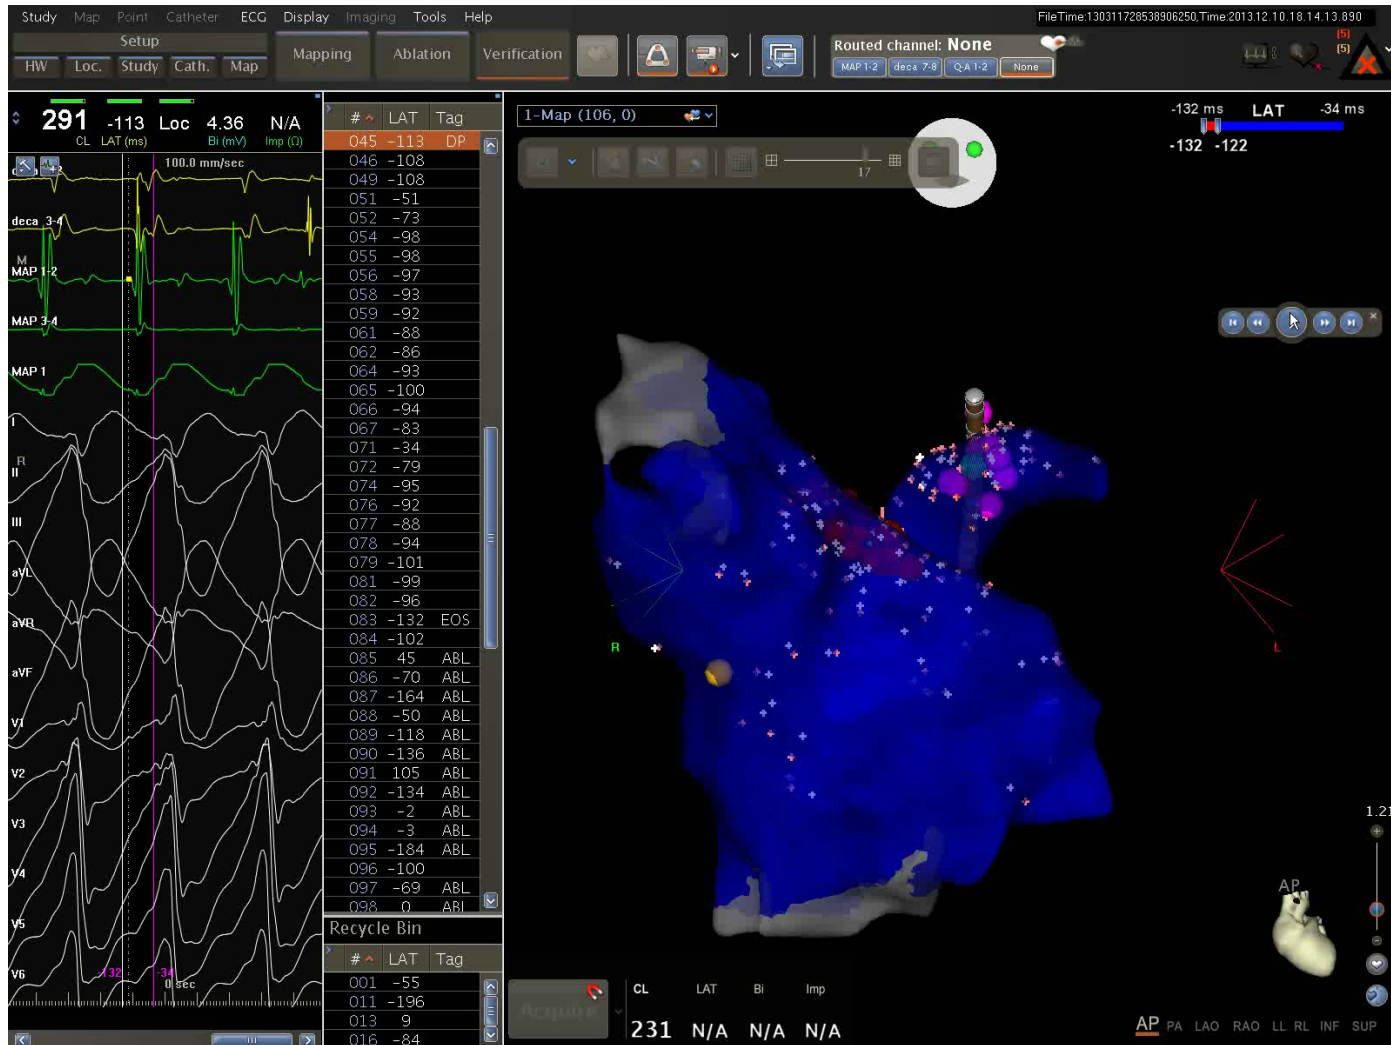 Study Map Point Catheter ECG Display Imaging Tools Help
FileTime:130311728538906250,Time:2013.12.10.18.14.13.890
Setup
HW Loc. Study Cath. Map
Mapping Ablation Verification
Routed channel: None
MAP 1-2 deca 7-8 Q-A 1-2 None
[5]
(5)
291 -113 Loc 4.36 N/A
CL LAT (ms) Bi (mV) Imp (Ω)
100.0 mm/sec
deca 3-4
M
MAP 1-2
MAP 3-4
MAP 1
I
R
II
III
aVL
aVR
aVF
V1
V2
V3
V4
V5
V6
-132 -34
0 sec
# LAT Tag
045 -113 DP
046 -108
049 -108
051 -51
052 -73
054 -98
055 -98
056 -97
058 -93
059 -92
061 -88
062 -86
064 -93
065 -100
066 -94
067 -83
071 -34
072 -79
074 -95
076 -92
077 -88
078 -94
079 -101
081 -99
082 -96
083 -132 EOS
084 -102
085 45 ABL
086 -70 ABL
087 -164 ABL
088 -50 ABL
089 -118 ABL
090 -136 ABL
091 105 ABL
092 -134 ABL
093 -2 ABL
094 -3 ABL
095 -184 ABL
096 -100
097 -69 ABL
098 0 ABL
Recycle Bin
# LAT Tag
001 -55
011 -196
013 9
016 -84
1-Map (106, 0)
17
-132 ms LAT -34 ms
-132 -122
R
L
1.21
AP
Acquire
CL LAT Bi Imp
231 N/A N/A N/A
AP PA LAO RAO LL RL INF SUP